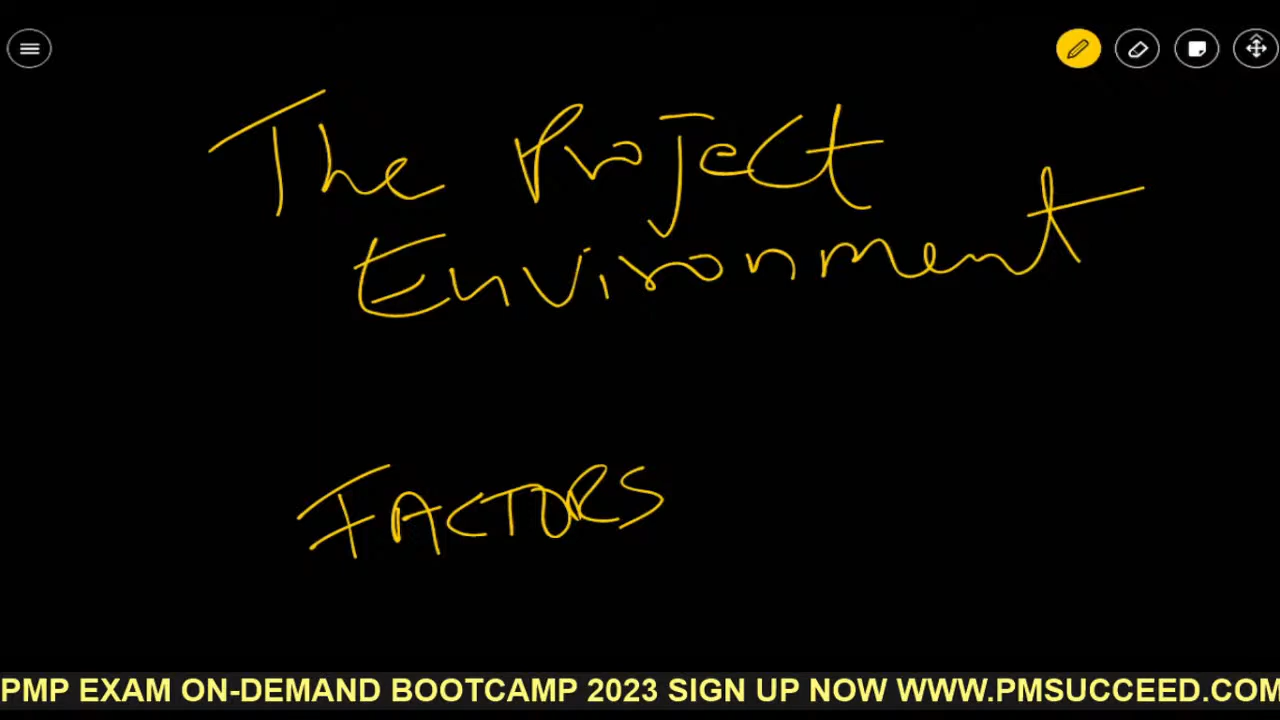 The Project
Environment
FACTORS
PMP EXAM ON-DEMAND BOOTCAMP 2023 SIGN UP NOW WWW.PMSUCCEED.COM